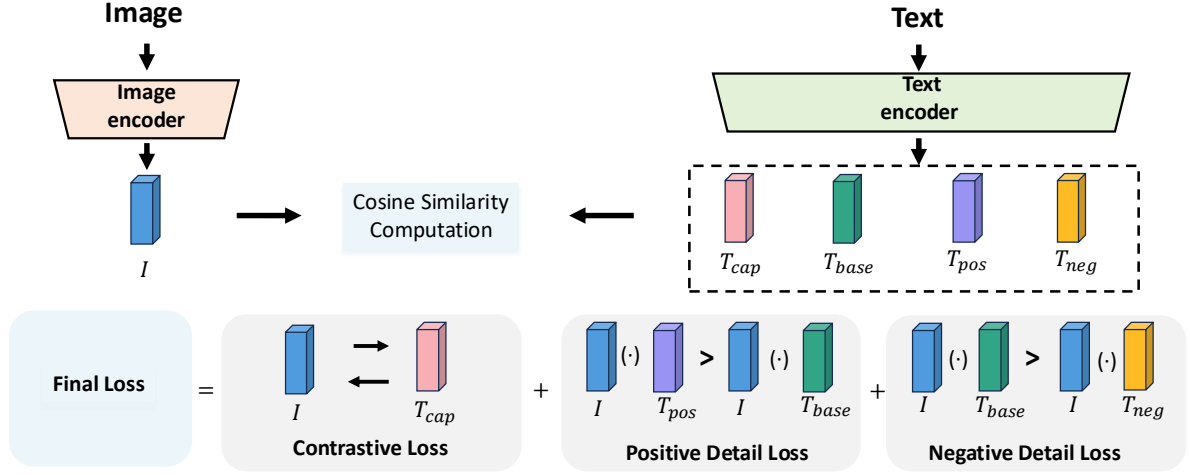 Image
Text
Image
encoder
Text
encoder
Cosine Similarity
Computation
I
T_cap
T_base
T_pos
T_neg
Final Loss
=
I
T_cap
Contrastive Loss
+
(·) > (·)
I T_pos I T_base
Positive Detail Loss
+
(·) > (·)
I T_base I T_neg
Negative Detail Loss